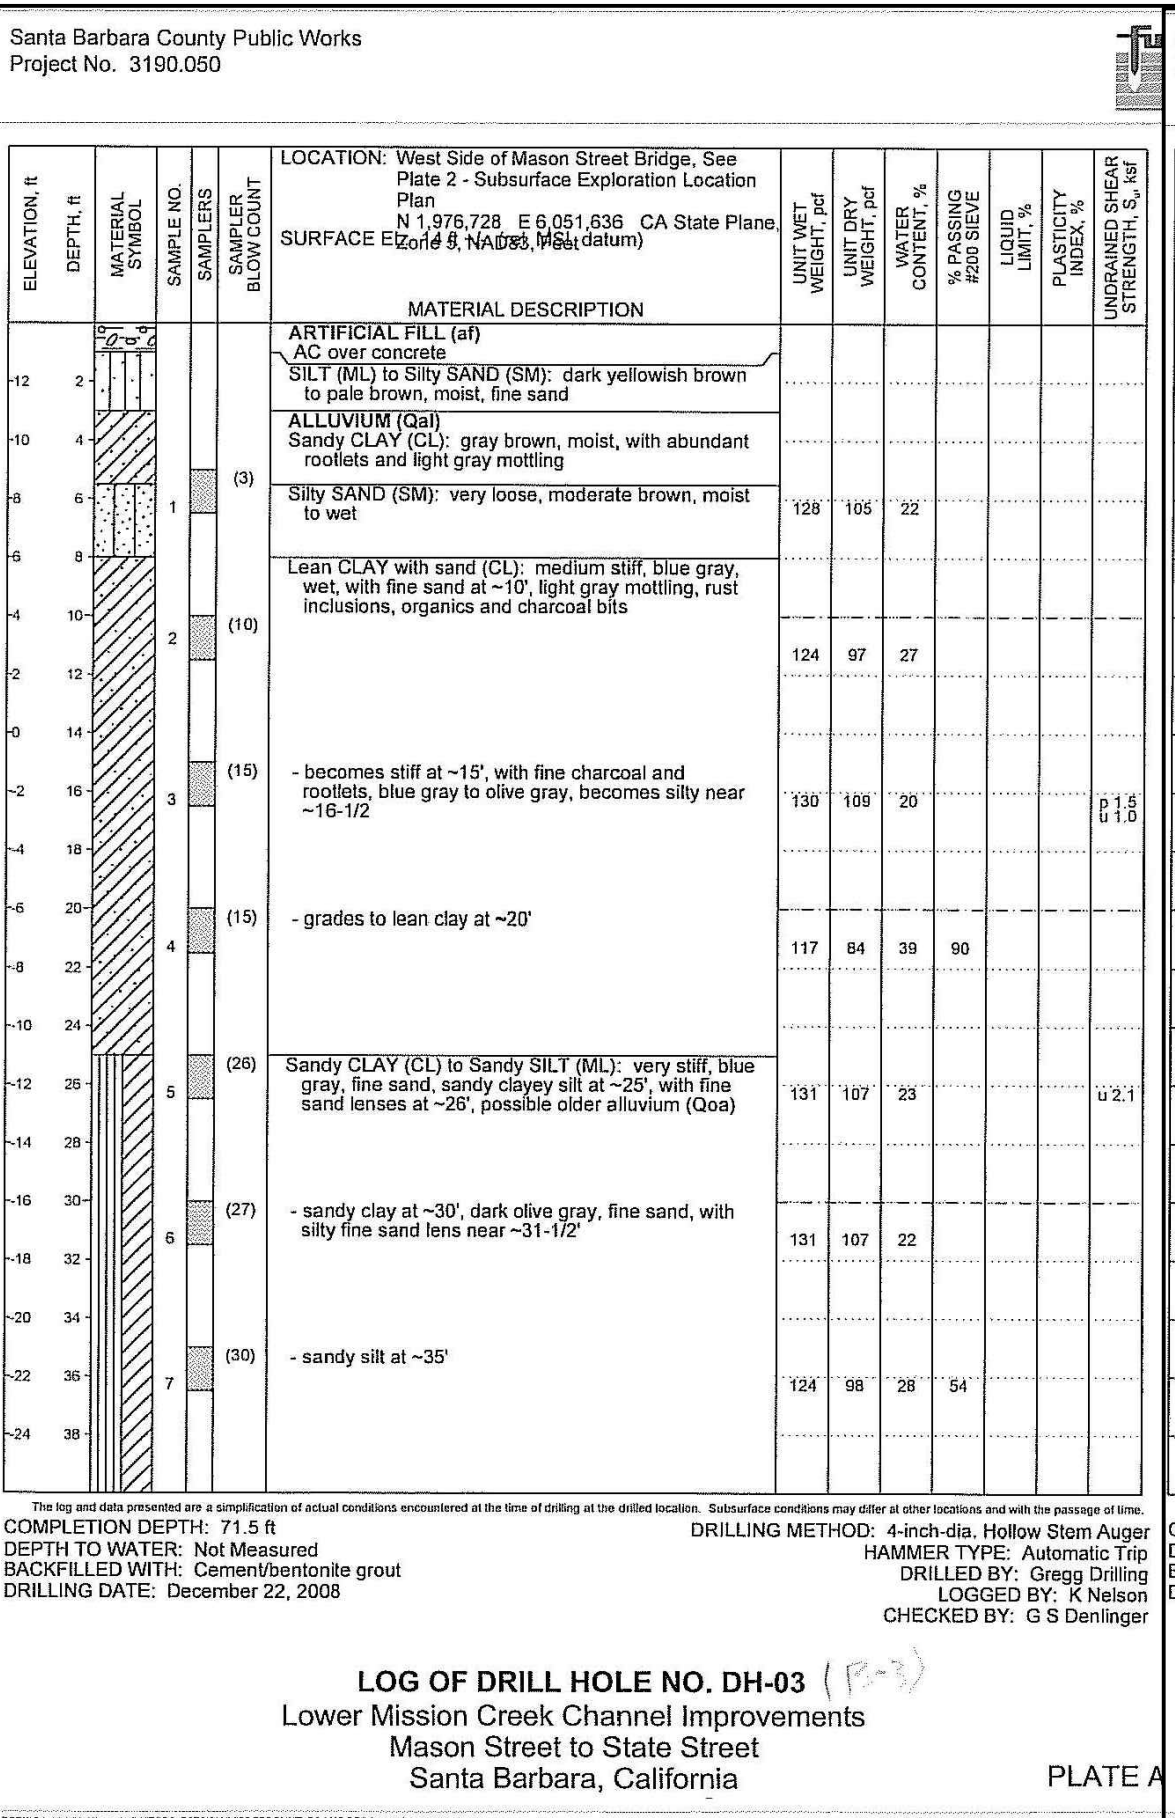 Santa Barbara County Public Works
Project No. 3190.050
ELEVATION, ft
DEPTH, ft
MATERIAL SYMBOL
SAMPLE NO.
SAMPLERS
SAMPLER BLOW COUNT
LOCATION: West Side of Mason Street Bridge, See
Plate 2 - Subsurface Exploration Location
Plan
N 1,976,728 E 6,051,636 CA State Plane,
SURFACE EL: 14 ft MSL datum)
MATERIAL DESCRIPTION
UNIT WET WEIGHT, pcf
UNIT DRY WEIGHT, pcf
WATER CONTENT, %
% PASSING #200 SIEVE
LIQUID LIMIT, %
PLASTICITY INDEX, %
UNDRAINED SHEAR STRENGTH, Su, ksf
ARTIFICIAL FILL (af)
AC over concrete
-12 2
SILT (ML) to Silty SAND (SM): dark yellowish brown
to pale brown, moist, fine sand
ALLUVIUM (Qal)
-10 4
Sandy CLAY (CL): gray brown, moist, with abundant
rootlets and light gray mottling
(3)
-8 6
Silty SAND (SM): very loose, moderate brown, moist
to wet
1 128 105 22
-6 8
Lean CLAY with sand (CL): medium stiff, blue gray,
wet, with fine sand at ~10', light gray mottling, rust
inclusions, organics and charcoal bits
-4 10
(10)
2 124 97 27
-2 12
-0 14
(15) - becomes stiff at ~15', with fine charcoal and
rootlets, blue gray to olive gray, becomes silty near
~16-1/2
--2 16
3 130 109 20 p 1.5
u 1.0
--4 18
--6 20
(15) - grades to lean clay at ~20'
4 117 84 39 90
--8 22
--10 24
(26) Sandy CLAY (CL) to Sandy SILT (ML): very stiff, blue
gray, fine sand, sandy clayey silt at ~25', with fine
sand lenses at ~26', possible older alluvium (Qoa)
--12 26
5 131 107 23 u 2.1
--14 28
--16 30
(27) - sandy clay at ~30', dark olive gray, fine sand, with
silty fine sand lens near ~31-1/2'
6 131 107 22
--18 32
--20 34
(30) - sandy silt at ~35'
--22 36
7 124 98 28 54
--24 38
The log and data presented are a simplification of actual conditions encountered at the time of drilling at the drilled location. Subsurface conditions may differ at other locations and with the passage of time.
COMPLETION DEPTH: 71.5 ft
DEPTH TO WATER: Not Measured
BACKFILLED WITH: Cement/bentonite grout
DRILLING DATE: December 22, 2008
DRILLING METHOD: 4-inch-dia. Hollow Stem Auger
HAMMER TYPE: Automatic Trip
DRILLED BY: Gregg Drilling
LOGGED BY: K Nelson
CHECKED BY: G S Denlinger
LOG OF DRILL HOLE NO. DH-03 (B-3)
Lower Mission Creek Channel Improvements
Mason Street to State Street
Santa Barbara, California
PLATE A